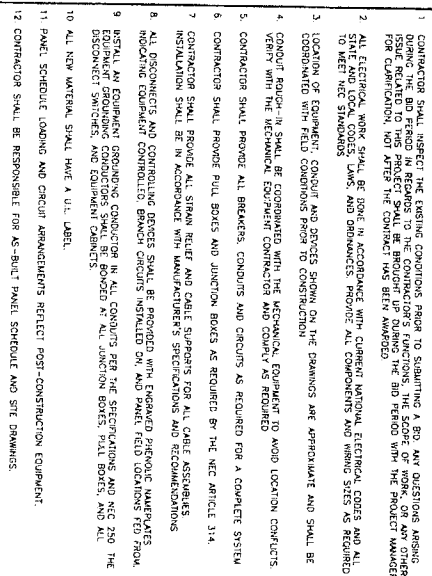 1 CONTRACTOR SHALL INSPECT THE EXISTING CONDITIONS PRIOR TO SUBMITTING A BID. ANY QUESTIONS ARISING
DURING THE BID PERIOD IN REGARDS TO THE CONTRACTOR'S FUNCTIONS, THE SCOPE OF WORK, OR ANY OTHER
ISSUE RELATED TO THIS PROJECT SHALL BE BROUGHT UP DURING THE BID PERIOD WITH THE PROJECT MANAGER
FOR CLARIFICATION, NOT AFTER THE CONTRACT HAS BEEN AWARDED.
2 ALL ELECTRICAL WORK SHALL BE DONE IN ACCORDANCE WITH CURRENT NATIONAL ELECTRICAL CODES AND ALL
STATE AND LOCAL CODES, LAWS, AND ORDINANCES. PROVIDE ALL COMPONENTS AND WIRING SIZES AS REQUIRED
TO MEET NEC STANDARDS
3. LOCATION OF EQUIPMENT, CONDUIT AND DEVICES SHOWN ON THE DRAWINGS ARE APPROXIMATE AND SHALL BE
COORDINATED WITH FIELD CONDITIONS PRIOR TO CONSTRUCTION
4. CONDUIT ROUGH-IN SHALL BE COORDINATED WITH THE MECHANICAL EQUIPMENT TO AVOID LOCATION CONFLICTS.
VERIFY WITH THE MECHANICAL EQUIPMENT CONTRACTOR AND COMPLY AS REQUIRED
5. CONTRACTOR SHALL PROVIDE ALL BREAKERS, CONDUITS AND CIRCUITS AS REQUIRED FOR A COMPLETE SYSTEM
6. CONTRACTOR SHALL PROVIDE PULL BOXES AND JUNCTION BOXES AS REQUIRED BY THE NEC ARTICLE 314.
7 CONTRACTOR SHALL PROVIDE ALL STRAIN RELIEF AND CABLE SUPPORTS FOR ALL CABLE ASSEMBLIES.
INSTALLATION SHALL BE IN ACCORDANCE WITH MANUFACTURER'S SPECIFICATIONS AND RECOMMENDATIONS
8. ALL DISCONNECTS AND CONTROLLING DEVICES SHALL BE PROVIDED WITH ENGRAVED PHENOLIC NAMEPLATES
INDICATING EQUIPMENT CONTROLLED, BRANCH CIRCUITS INSTALLED ON, AND PANEL FIELD LOCATIONS FED FROM.
9 INSTALL AN EQUIPMENT GROUNDING CONDUCTOR IN ALL CONDUITS PER THE SPECIFICATIONS AND NEC 250 THE
EQUIPMENT GROUNDING CONDUCTORS SHALL BE BONDED AT ALL JUNCTION BOXES, PULL BOXES, AND ALL
DISCONNECT SWITCHES, AND EQUIPMENT CABINETS.
10 ALL NEW MATERIAL SHALL HAVE A U.L. LABEL.
11 PANEL SCHEDULE LOADING AND CIRCUIT ARRANGEMENTS REFLECT POST-CONSTRUCTION EQUIPMENT.
12 CONTRACTOR SHALL BE RESPONSIBLE FOR AS-BUILT PANEL SCHEDULE AND SITE DRAWINGS.